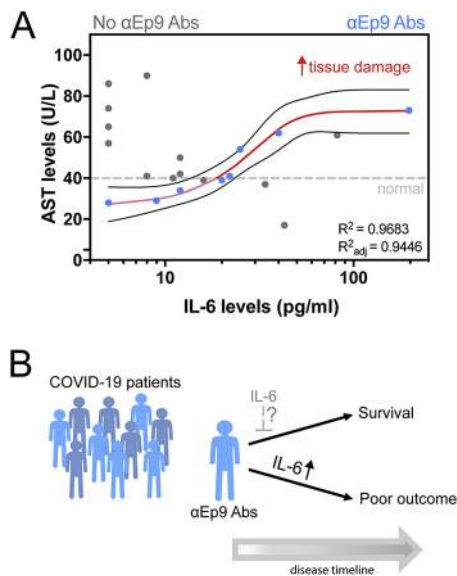 A
No αEp9 Abs
αEp9 Abs
100
80
60
40
20
0
AST levels (U/L)
↑tissue damage
normal
R² = 0.9683
R²adj = 0.9446
10
100
IL-6 levels (pg/ml)
B
COVID-19 patients
IL-6
?
Survival
IL-6↑
αEp9 Abs
Poor outcome
disease timeline